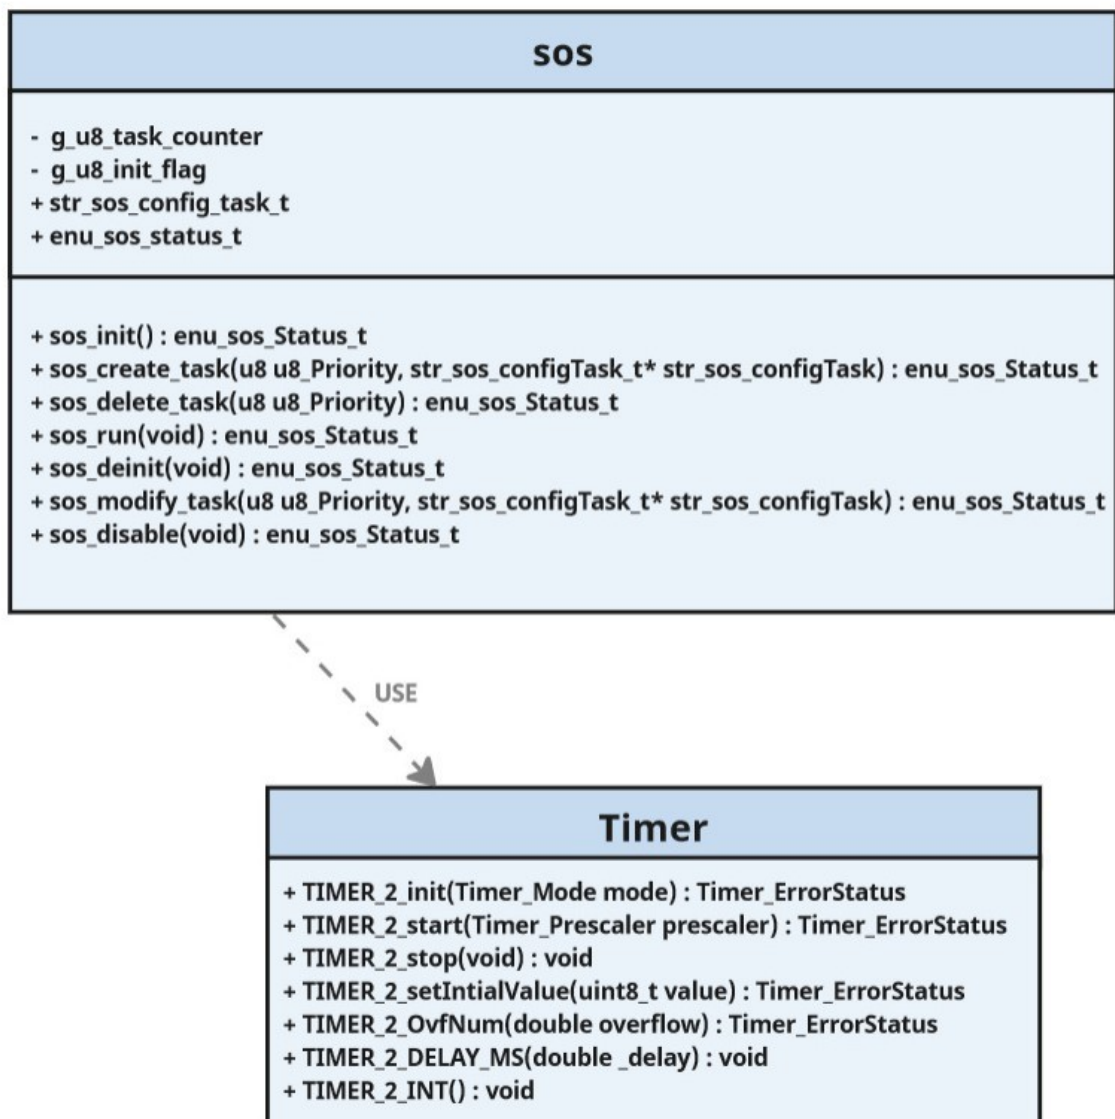 sos
- g_u8_task_counter
- g_u8_init_flag
+ str_sos_config_task_t
+ enu_sos_status_t
+ sos_init() : enu_sos_Status_t
+ sos_create_task(u8 u8_Priority, str_sos_configTask_t* str_sos_configTask) : enu_sos_Status_t
+ sos_delete_task(u8 u8_Priority) : enu_sos_Status_t
+ sos_run(void) : enu_sos_Status_t
+ sos_deinit(void) : enu_sos_Status_t
+ sos_modify_task(u8 u8_Priority, str_sos_configTask_t* str_sos_configTask) : enu_sos_Status_t
+ sos_disable(void) : enu_sos_Status_t
USE
Timer
+ TIMER_2_init(Timer_Mode mode) : Timer_ErrorStatus
+ TIMER_2_start(Timer_Prescaler prescaler) : Timer_ErrorStatus
+ TIMER_2_stop(void) : void
+ TIMER_2_setIntialValue(uint8_t value) : Timer_ErrorStatus
+ TIMER_2_OvfNum(double overflow) : Timer_ErrorStatus
+ TIMER_2_DELAY_MS(double _delay) : void
+ TIMER_2_INT() : void